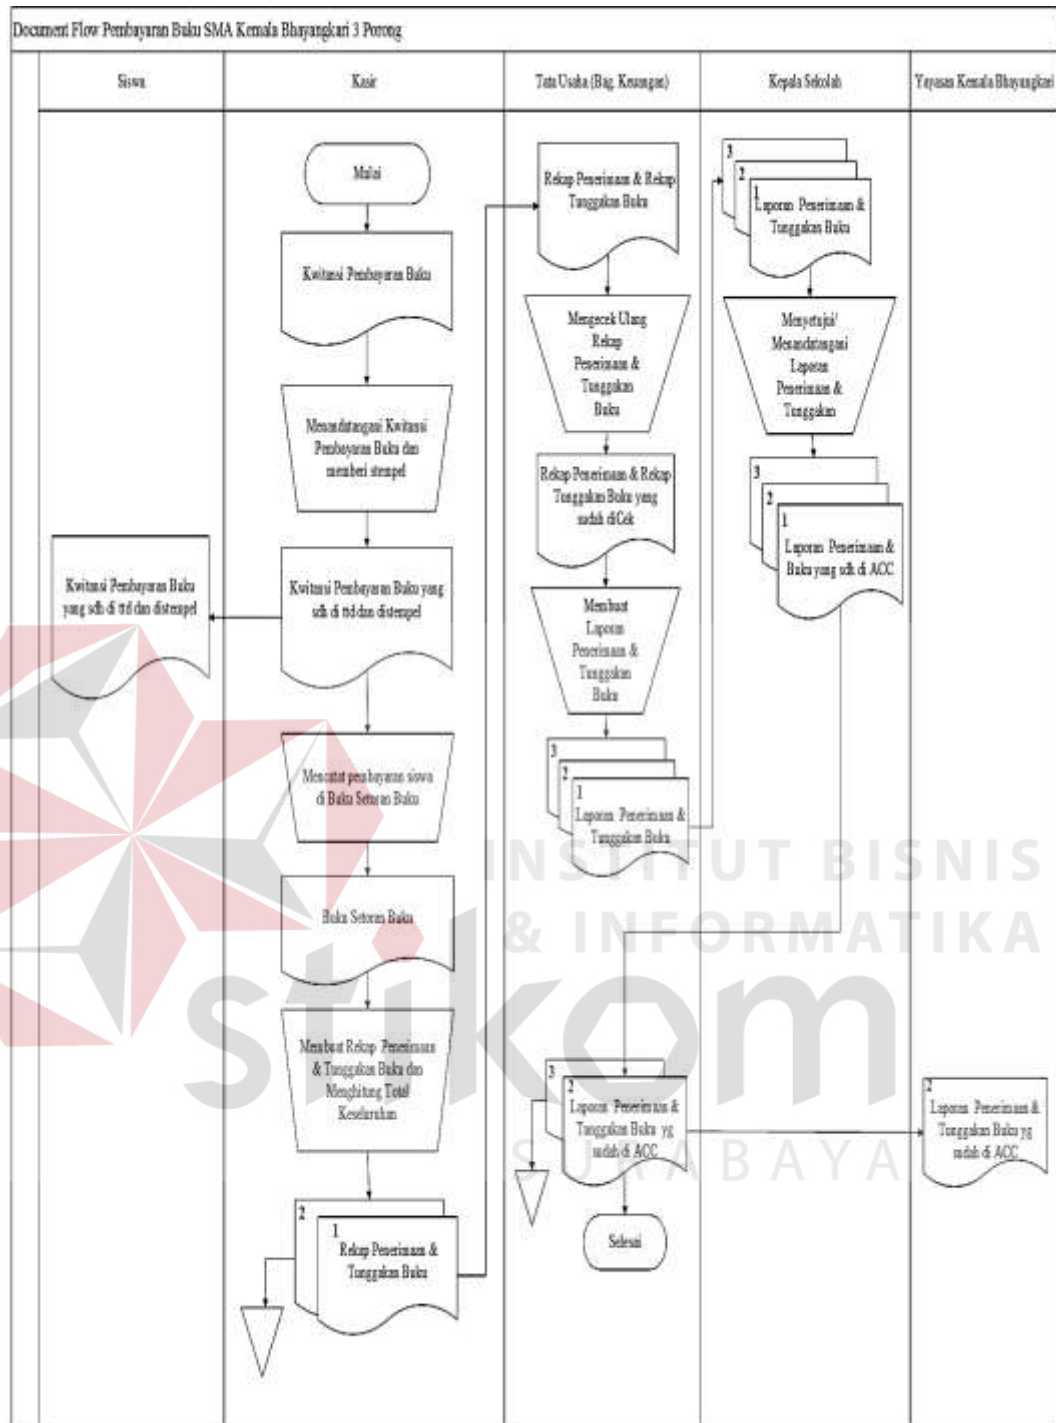 Document Flow Pembayaran Buku SMA Kemala Bhayangkari 3 Porong
Siswa
Kasir
Tata Usaha (Bag. Keuangan)
Kepala Sekolah
Yayasan Kemala Bhayangkari
Kwitansi Pembayaran Buku
yang sdh di ttd dan distempel
Mulai
Kwitansi Pembayaran Buku
Menandatangani Kwitansi
Pembayaran Buku dan
memberi stempel
Kwitansi Pembayaran Buku yang
sdh di ttd dan distempel
Mencatat pembayaran siswa
di Buku Setoran Buku
Buku Setoran Buku
Membuat Rekap Penerimaan
& Tunggakan Buku dan
Menghitung Total
Keseluruhan
2
1
Rekap Penerimaan &
Tunggakan Buku
Rekap Penerimaan & Rekap
Tunggakan Buku
Mengecek Ulang
Rekap
Penerimaan &
Tunggakan
Buku
Rekap Penerimaan & Rekap
Tunggakan Buku yang
sudah diCek
Membuat
Laporan
Penerimaan &
Tunggakan
Buku
3
2
1
Laporan Penerimaan &
Tunggakan Buku
3
2
Laporan Penerimaan &
Tunggakan Buku yg
sudah di ACC
Selesai
3
2
1
Laporan Penerimaan &
Tunggakan Buku
Menyetujui/
Menandatangani
Laporan
Penerimaan &
Tunggakan
3
2
1
Laporan Penerimaan &
Buku yang sdh di ACC
2
Laporan Penerimaan &
Tunggakan Buku yg
sudah di ACC
INSTITUT BISNIS
& INFORMATIKA
stikom
SURABAYA